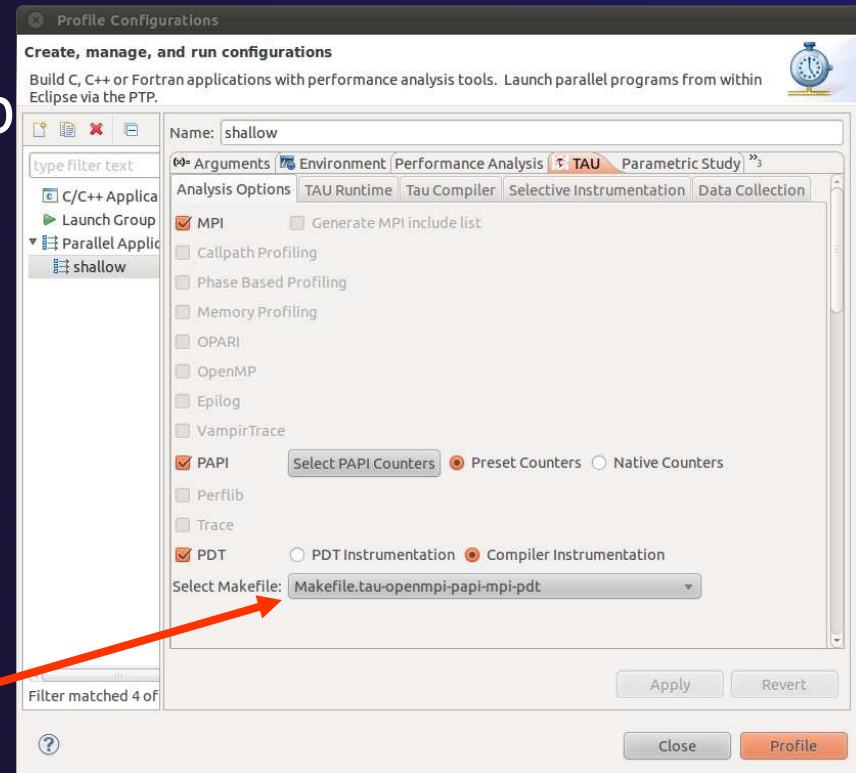 Profile Configurations
Create, manage, and run configurations
Build C, C++ or Fortran applications with performance analysis tools. Launch parallel programs from within
Eclipse via the PTP.
Name: shallow
type filter text
(x)= Arguments Environment Performance Analysis TAU Parametric Study »3
Analysis Options TAU Runtime Tau Compiler Selective Instrumentation Data Collection
C/C++ Applica
Launch Group
Parallel Applic
shallow
MPI Generate MPI include list
Callpath Profiling
Phase Based Profiling
Memory Profiling
OPARI
OpenMP
Epilog
VampirTrace
PAPI Select PAPI Counters Preset Counters Native Counters
Perflib
Trace
PDT PDT Instrumentation Compiler Instrumentation
Select Makefile: Makefile.tau-openmpi-papi-mpi-pdt
Filter matched 4 of
Apply Revert
? Close Profile